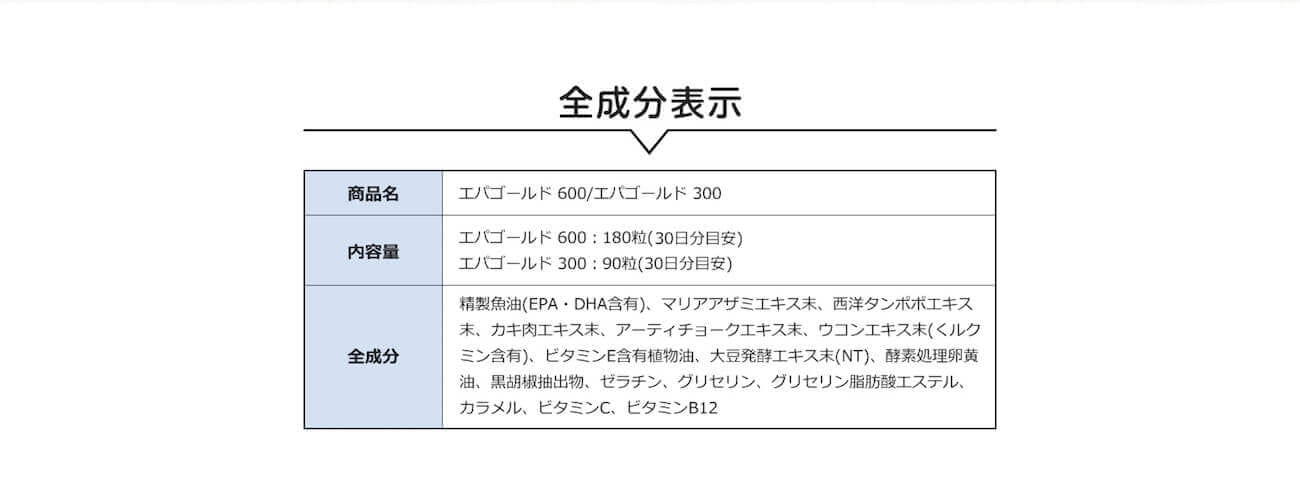 全成分表示
商品名
エパゴールド 600/エパゴールド 300
内容量
エパゴールド 600：180粒(30日分目安)
エパゴールド 300：90粒(30日分目安)
全成分
精製魚油(EPA・DHA含有)、マリアアザミエキス末、西洋タンポポエキス
末、カキ肉エキス末、アーティチョークエキス末、ウコンエキス末(くルク
ミン含有)、ビタミンE含有植物油、大豆発酵エキス末(NT)、酵素処理卵黄
油、黒胡椒抽出物、ゼラチン、グリセリン、グリセリン脂肪酸エステル、
カラメル、ビタミンC、ビタミンB12